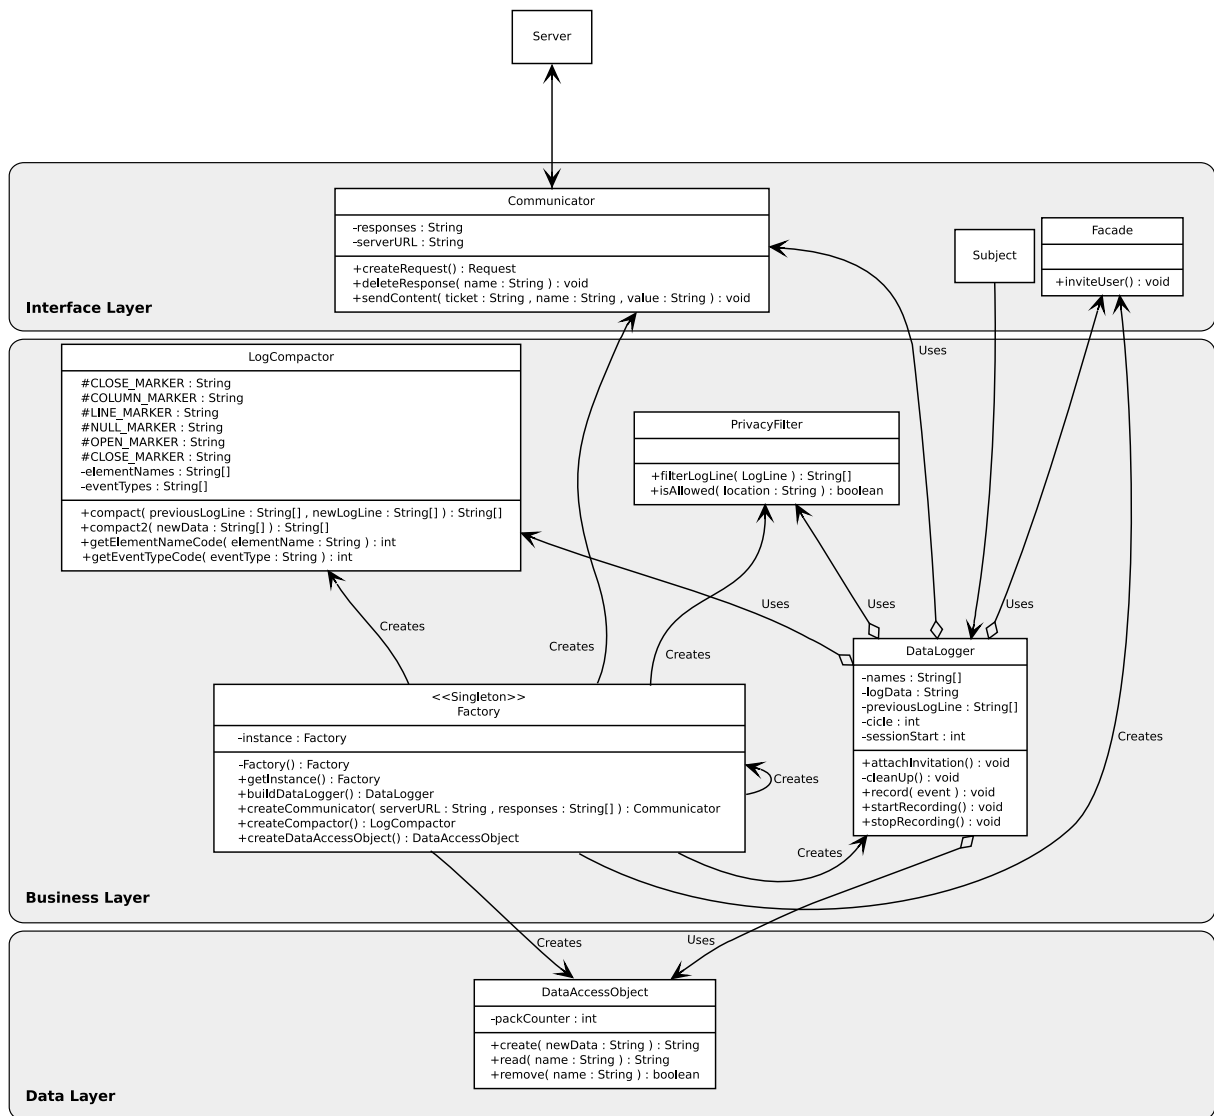 Server
Communicator
-responses : String
-serverURL : String
+createRequest() : Request
+deleteResponse( name : String ) : void
+sendContent( ticket : String , name : String , value : String ) : void
Subject
Facade
+inviteUser() : void
Interface Layer
Uses
LogCompactor
#CLOSE_MARKER : String
#COLUMN_MARKER : String
#LINE_MARKER : String
#NULL_MARKER : String
#OPEN_MARKER : String
#CLOSE_MARKER : String
-elementNames : String[]
-eventTypes : String[]
+compact( previousLogLine : String[] , newLogLine : String[] ) : String[]
+compact2( newData : String[] ) : String[]
+getElementNameCode( elementName : String ) : int
+getEventTypeCode( eventType : String ) : int
PrivacyFilter
+filterLogLine( LogLine ) : String[]
+isAllowed( location : String ) : boolean
Uses
Uses
Uses
Creates
Creates
Creates
DataLogger
-names : String[]
-logData : String
-previousLogLine : String[]
-cicle : int
-sessionStart : int
+attachInvitation() : void
-cleanUp() : void
+record( event ) : void
+startRecording() : void
+stopRecording() : void
<<Singleton>>
Factory
-instance : Factory
-Factory() : Factory
+getInstance() : Factory
+buildDataLogger() : DataLogger
+createCommunicator( serverURL : String , responses : String[] ) : Communicator
+createCompactor() : LogCompactor
+createDataAccessObject() : DataAccessObject
Creates
Creates
Creates
Business Layer
Creates
Uses
DataAccessObject
-packCounter : int
+create( newData : String ) : String
+read( name : String ) : String
+remove( name : String ) : boolean
Data Layer